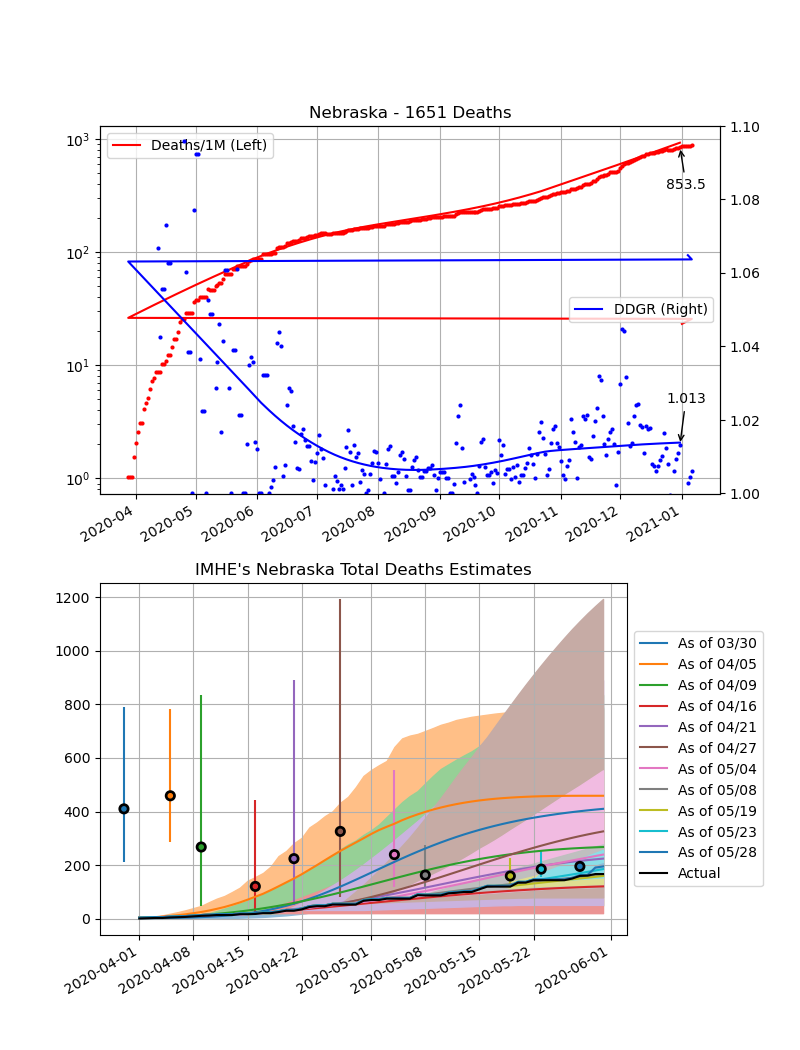 Nebraska - 1651 Deaths
Deaths/1M (Left)
DDGR (Right)
853.5
1.013
10³
10²
10¹
10⁰
1.10
1.08
1.06
1.04
1.02
1.00
2020-04
2020-05
2020-06
2020-07
2020-08
2020-09
2020-10
2020-11
2020-12
2021-01
IMHE's Nebraska Total Deaths Estimates
1200
1000
800
600
400
200
0
2020-04-01
2020-04-08
2020-04-15
2020-04-22
2020-05-01
2020-05-08
2020-05-15
2020-05-22
2020-06-01
As of 03/30
As of 04/05
As of 04/09
As of 04/16
As of 04/21
As of 04/27
As of 05/04
As of 05/08
As of 05/19
As of 05/23
As of 05/28
Actual